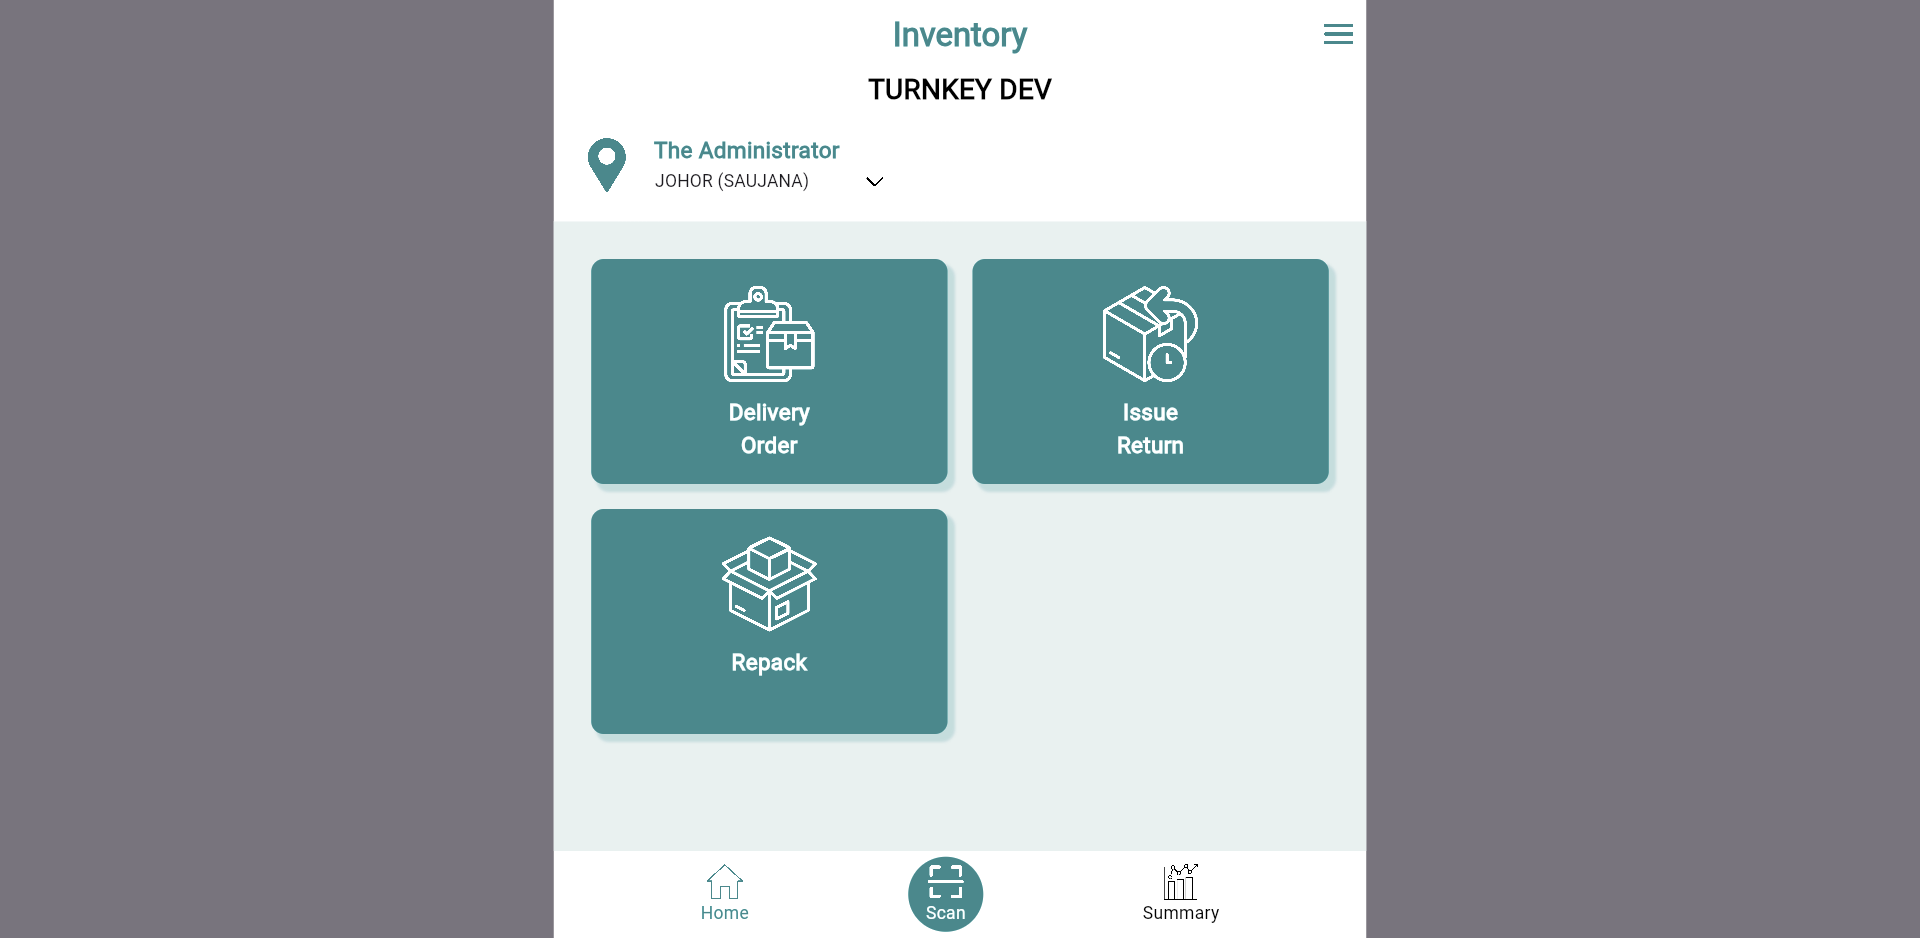 Inventory
TURNKEY DEV
The Administrator
JOHOR (SAUJANA)
Delivery
Order
Issue
Return
Repack
Home
Scan
Summary